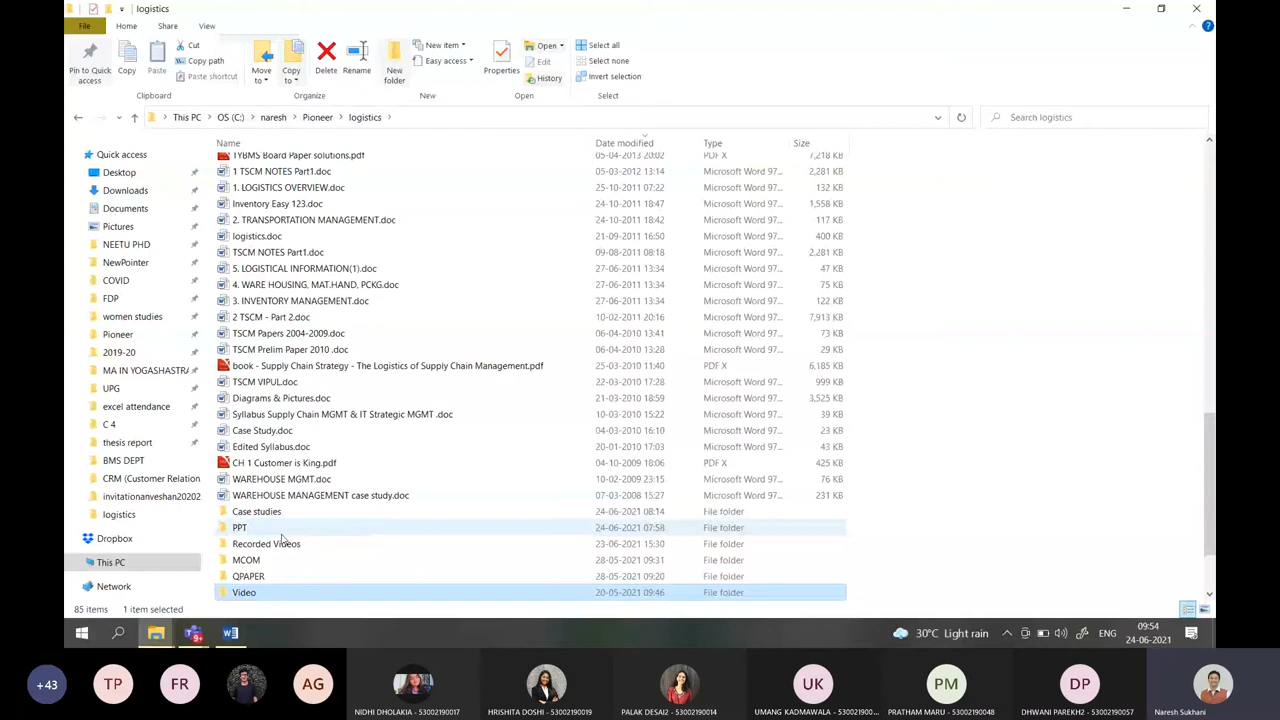 logistics
File
Home
Share
View
Pin to Quick access
Copy
Paste
Cut
Copy path
Paste shortcut
Clipboard
Move to
Copy to
Delete
Rename
Organize
New folder
New item
Easy access
New
Properties
Open
Edit
History
Open
Select all
Select none
Invert selection
Select
This PC > OS (C:) > naresh > Pioneer > logistics >
Search logistics
Name Date modified Type Size
TYBMS Board Paper solutions.pdf 05-04-2013 20:02 PDF X 7,218 KB
1 TSCM NOTES Part1.doc 05-03-2012 13:14 Microsoft Word 97... 2,281 KB
1. LOGISTICS OVERVIEW.doc 25-10-2011 07:22 Microsoft Word 97... 132 KB
Inventory Easy 123.doc 24-10-2011 18:47 Microsoft Word 97... 1,558 KB
2. TRANSPORTATION MANAGEMENT.doc 24-10-2011 18:42 Microsoft Word 97... 117 KB
logistics.doc 21-09-2011 16:50 Microsoft Word 97... 400 KB
TSCM NOTES Part1.doc 09-08-2011 08:18 Microsoft Word 97... 2,281 KB
5. LOGISTICAL INFORMATION(1).doc 27-06-2011 13:34 Microsoft Word 97... 47 KB
4. WARE HOUSING, MAT.HAND, PCKG.doc 27-06-2011 13:34 Microsoft Word 97... 75 KB
3. INVENTORY MANAGEMENT.doc 27-06-2011 13:34 Microsoft Word 97... 122 KB
2 TSCM - Part 2.doc 10-02-2011 20:16 Microsoft Word 97... 7,913 KB
TSCM Papers 2004-2009.doc 06-04-2010 13:41 Microsoft Word 97... 73 KB
TSCM Prelim Paper 2010 .doc 06-04-2010 13:28 Microsoft Word 97... 29 KB
book - Supply Chain Strategy - The Logistics of Supply Chain Management.pdf 25-03-2010 11:40 PDF X 6,185 KB
TSCM VIPUL.doc 22-03-2010 17:28 Microsoft Word 97... 999 KB
Diagrams & Pictures.doc 21-03-2010 18:59 Microsoft Word 97... 3,525 KB
Syllabus Supply Chain MGMT & IT Strategic MGMT .doc 10-03-2010 15:22 Microsoft Word 97... 39 KB
Case Study.doc 04-03-2010 16:10 Microsoft Word 97... 23 KB
Edited Syllabus.doc 20-01-2010 17:03 Microsoft Word 97... 43 KB
CH 1 Customer is King.pdf 04-10-2009 18:06 PDF X 425 KB
WAREHOUSE MGMT.doc 10-02-2009 23:15 Microsoft Word 97... 76 KB
WAREHOUSE MANAGEMENT case study.doc 07-03-2008 15:27 Microsoft Word 97... 231 KB
Case studies 24-06-2021 08:14 File folder
PPT 24-06-2021 07:58 File folder
Recorded Videos 23-06-2021 15:30 File folder
MCOM 28-05-2021 09:31 File folder
QPAPER 28-05-2021 09:20 File folder
Video 20-05-2021 09:46 File folder
Quick access
Desktop
Downloads
Documents
Pictures
NEETU PHD
NewPointer
COVID
FDP
women studies
Pioneer
2019-20
MA IN YOGASHASTRA
UPG
excel attendance
C 4
thesis report
BMS DEPT
CRM (Customer Relation
invitationanveshan20202
logistics
Dropbox
This PC
Network
85 items 1 item selected
9+
30°C Light rain
ENG
09:54
24-06-2021
+43
TP
FR
AG
NIDHI DHOLAKIA - 53002190017
HRISHITA DOSHI - 53002190019
PALAK DESAI2 - 53002190014
UK
UMANG KADMAWALA - 530021900...
PM
PRATHAM MARU - 53002190048
DP
DHWANI PAREKH2 - 53002190057
Naresh Sukhani